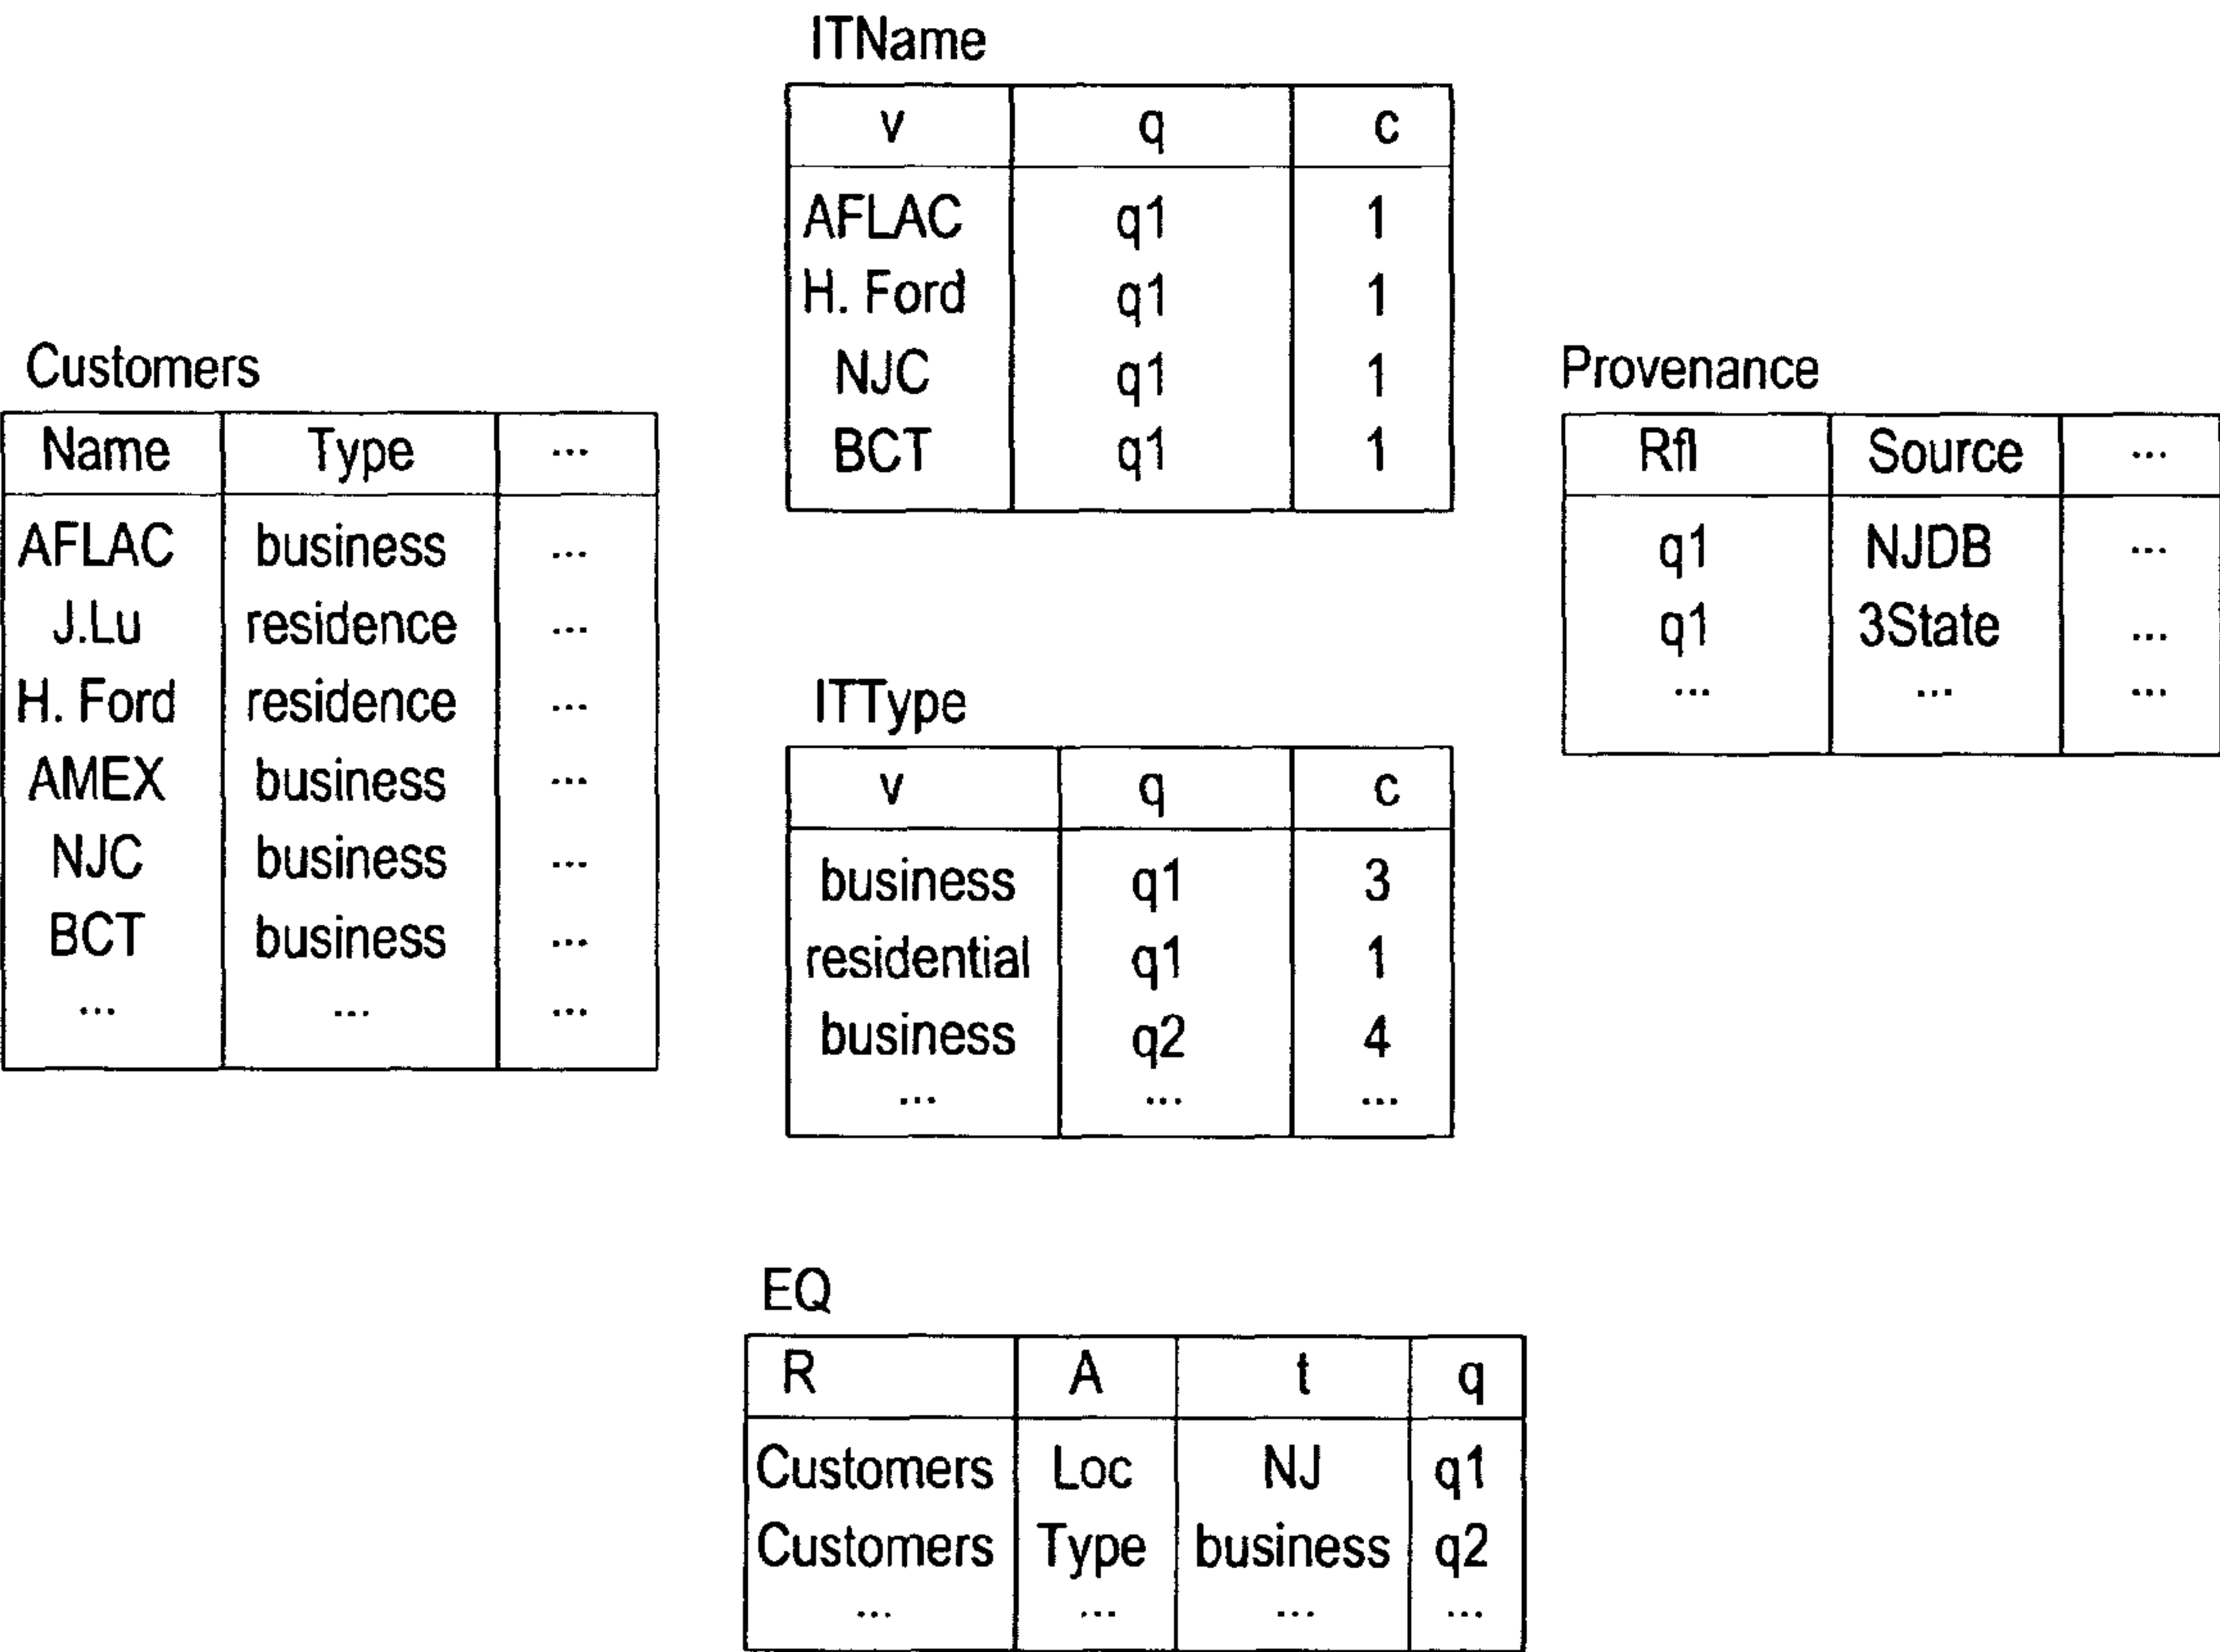 ITName
v q c
AFLAC q1 1
H. Ford q1 1
NJC q1 1
BCT q1 1
Customers
Name Type ...
AFLAC business ...
J.Lu residence ...
H. Ford residence ...
AMEX business ...
NJC business ...
BCT business ...
... ... ...
Provenance
Rfl Source ...
q1 NJDB ...
q1 3State ...
... ... ...
ITType
v q c
business q1 3
residential q1 1
business q2 4
... ... ...
EQ
R A t q
Customers Loc NJ q1
Customers Type business q2
... ... ... ...